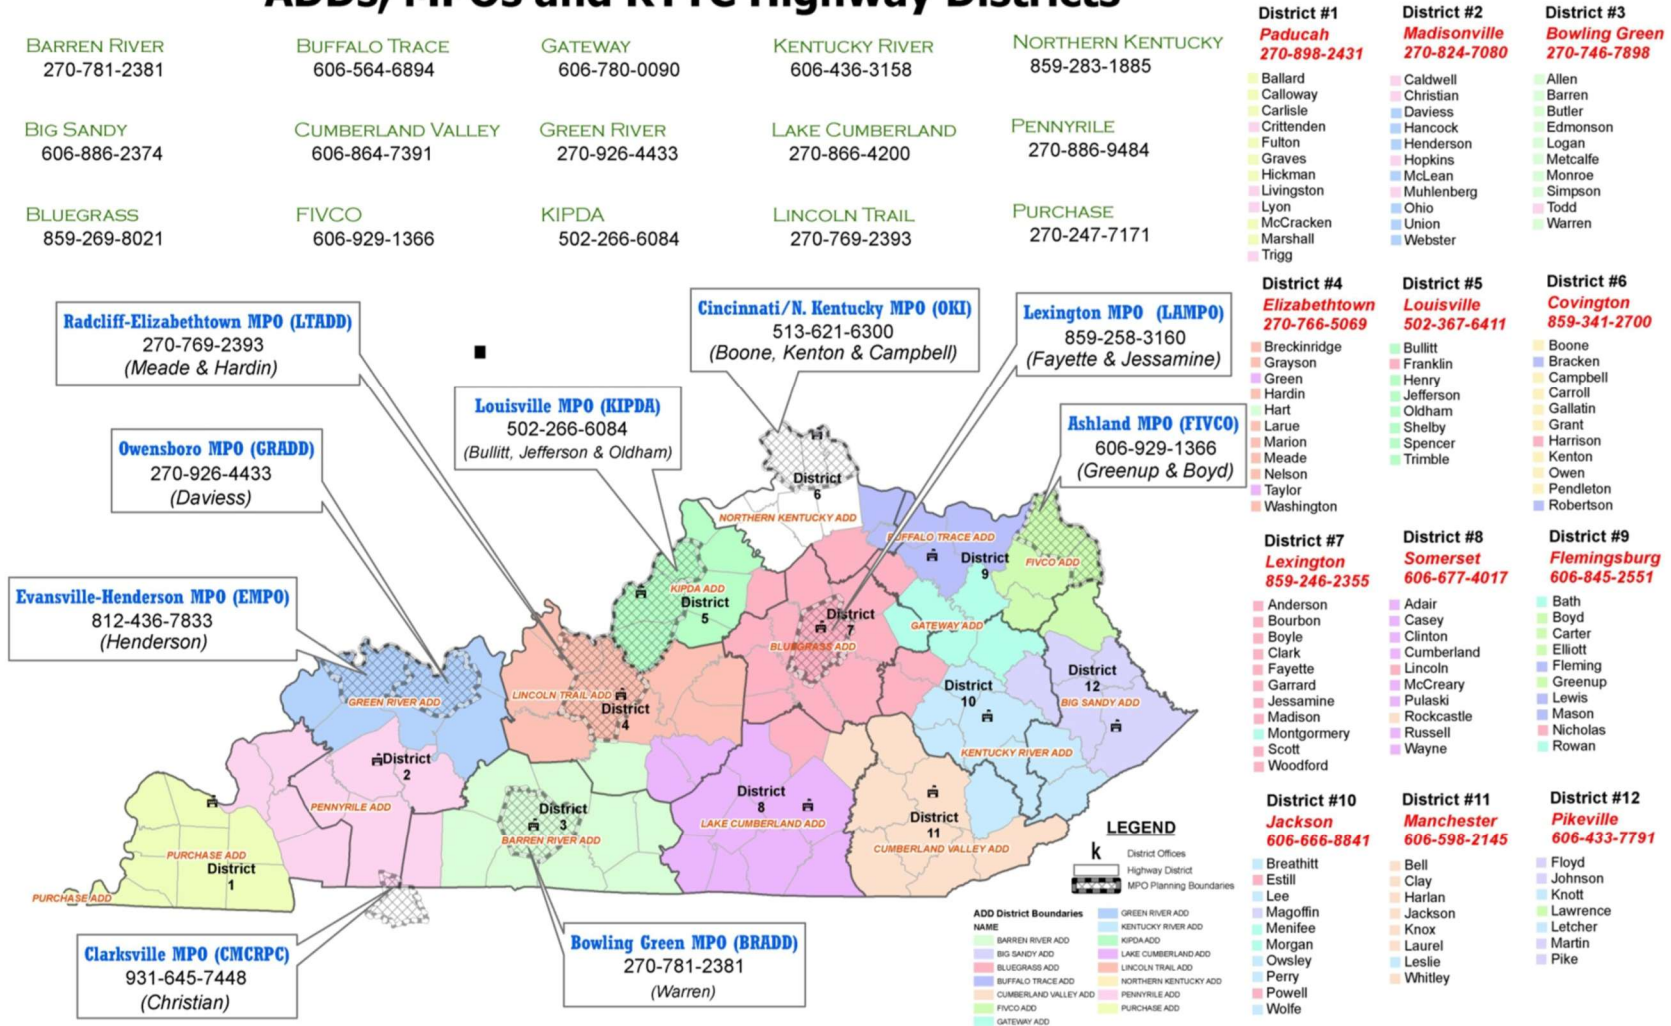 ADDs, MPOs and KYTC Highway Districts
BARREN RIVER
270-781-2381
BUFFALO TRACE
606-564-6894
GATEWAY
606-780-0090
KENTUCKY RIVER
606-436-3158
NORTHERN KENTUCKY
859-283-1885
BIG SANDY
606-886-2374
CUMBERLAND VALLEY
606-864-7391
GREEN RIVER
270-926-4433
LAKE CUMBERLAND
270-866-4200
PENNYRILE
270-886-9484
BLUEGRASS
859-269-8021
FIVCO
606-929-1366
KIPDA
502-266-6084
LINCOLN TRAIL
270-769-2393
PURCHASE
270-247-7171
District #1
Paducah
270-898-2431
Ballard
Calloway
Carlisle
Crittenden
Fulton
Graves
Hickman
Livingston
Lyon
McCracken
Marshall
Trigg
District #2
Madisonville
270-824-7080
Caldwell
Christian
Daviess
Hancock
Henderson
Hopkins
McLean
Muhlenberg
Ohio
Union
Webster
District #3
Bowling Green
270-746-7898
Allen
Barren
Butler
Edmonson
Logan
Metcalfe
Monroe
Simpson
Todd
Warren
District #4
Elizabethtown
270-766-5069
Breckinridge
Grayson
Green
Hardin
Hart
Larue
Marion
Meade
Nelson
Taylor
Washington
District #5
Louisville
502-367-6411
Bullitt
Franklin
Henry
Jefferson
Oldham
Shelby
Spencer
Trimble
District #6
Covington
859-341-2700
Boone
Bracken
Campbell
Carroll
Gallatin
Grant
Harrison
Kenton
Owen
Pendleton
Robertson
District #7
Lexington
859-246-2355
Anderson
Bourbon
Boyle
Clark
Fayette
Garrard
Jessamine
Madison
Montgomery
Scott
Woodford
District #8
Somerset
606-677-4017
Adair
Casey
Clinton
Cumberland
Lincoln
McCreary
Pulaski
Rockcastle
Russell
Wayne
District #9
Flemingsburg
606-845-2551
Bath
Boyd
Carter
Elliott
Fleming
Greenup
Lewis
Mason
Nicholas
Rowan
District #10
Jackson
606-666-8841
Breathitt
Estill
Lee
Magoffin
Menifee
Morgan
Owsley
Perry
Powell
Wolfe
District #11
Manchester
606-598-2145
Bell
Clay
Harlan
Jackson
Knox
Laurel
Leslie
Whitley
District #12
Pikeville
606-433-7791
Floyd
Johnson
Knott
Lawrence
Letcher
Martin
Pike
Radcliff-Elizabethtown MPO (LTADD)
270-769-2393
(Meade & Hardin)
Cincinnati/N. Kentucky MPO (OKI)
513-621-6300
(Boone, Kenton & Campbell)
Lexington MPO (LAMPO)
859-258-3160
(Fayette & Jessamine)
Louisville MPO (KIPDA)
502-266-6084
(Bullitt, Jefferson & Oldham)
Ashland MPO (FIVCO)
606-929-1366
(Greenup & Boyd)
Owensboro MPO (GRADD)
270-926-4433
(Daviess)
Evansville-Henderson MPO (EMPO)
812-436-7833
(Henderson)
Clarksville MPO (CMCRPC)
931-645-7448
(Christian)
Bowling Green MPO (BRADD)
270-781-2381
(Warren)
District
6
NORTHERN KENTUCKY ADD
BUFFALO TRACE ADD
District
9
FIVCO ADD
KIPDA ADD
District
5
District
7
BLUEGRASS ADD
GATEWAY ADD
District
12
BIG SANDY ADD
District
10
KENTUCKY RIVER ADD
LINCOLN TRAIL ADD
District
4
GREEN RIVER ADD
District
2
PENNYRILE ADD
District
3
BARREN RIVER ADD
District
8
LAKE CUMBERLAND ADD
District
11
CUMBERLAND VALLEY ADD
PURCHASE ADD
District
1
PURCHASE ADD
LEGEND
k District Offices
Highway District
MPO Planning Boundaries
ADD District Boundaries
NAME
BARREN RIVER ADD
BIG SANDY ADD
BLUEGRASS ADD
BUFFALO TRACE ADD
CUMBERLAND VALLEY ADD
FIVCO ADD
GATEWAY ADD
GREEN RIVER ADD
KENTUCKY RIVER ADD
KIPDA ADD
LAKE CUMBERLAND ADD
LINCOLN TRAIL ADD
NORTHERN KENTUCKY ADD
PENNYRILE ADD
PURCHASE ADD